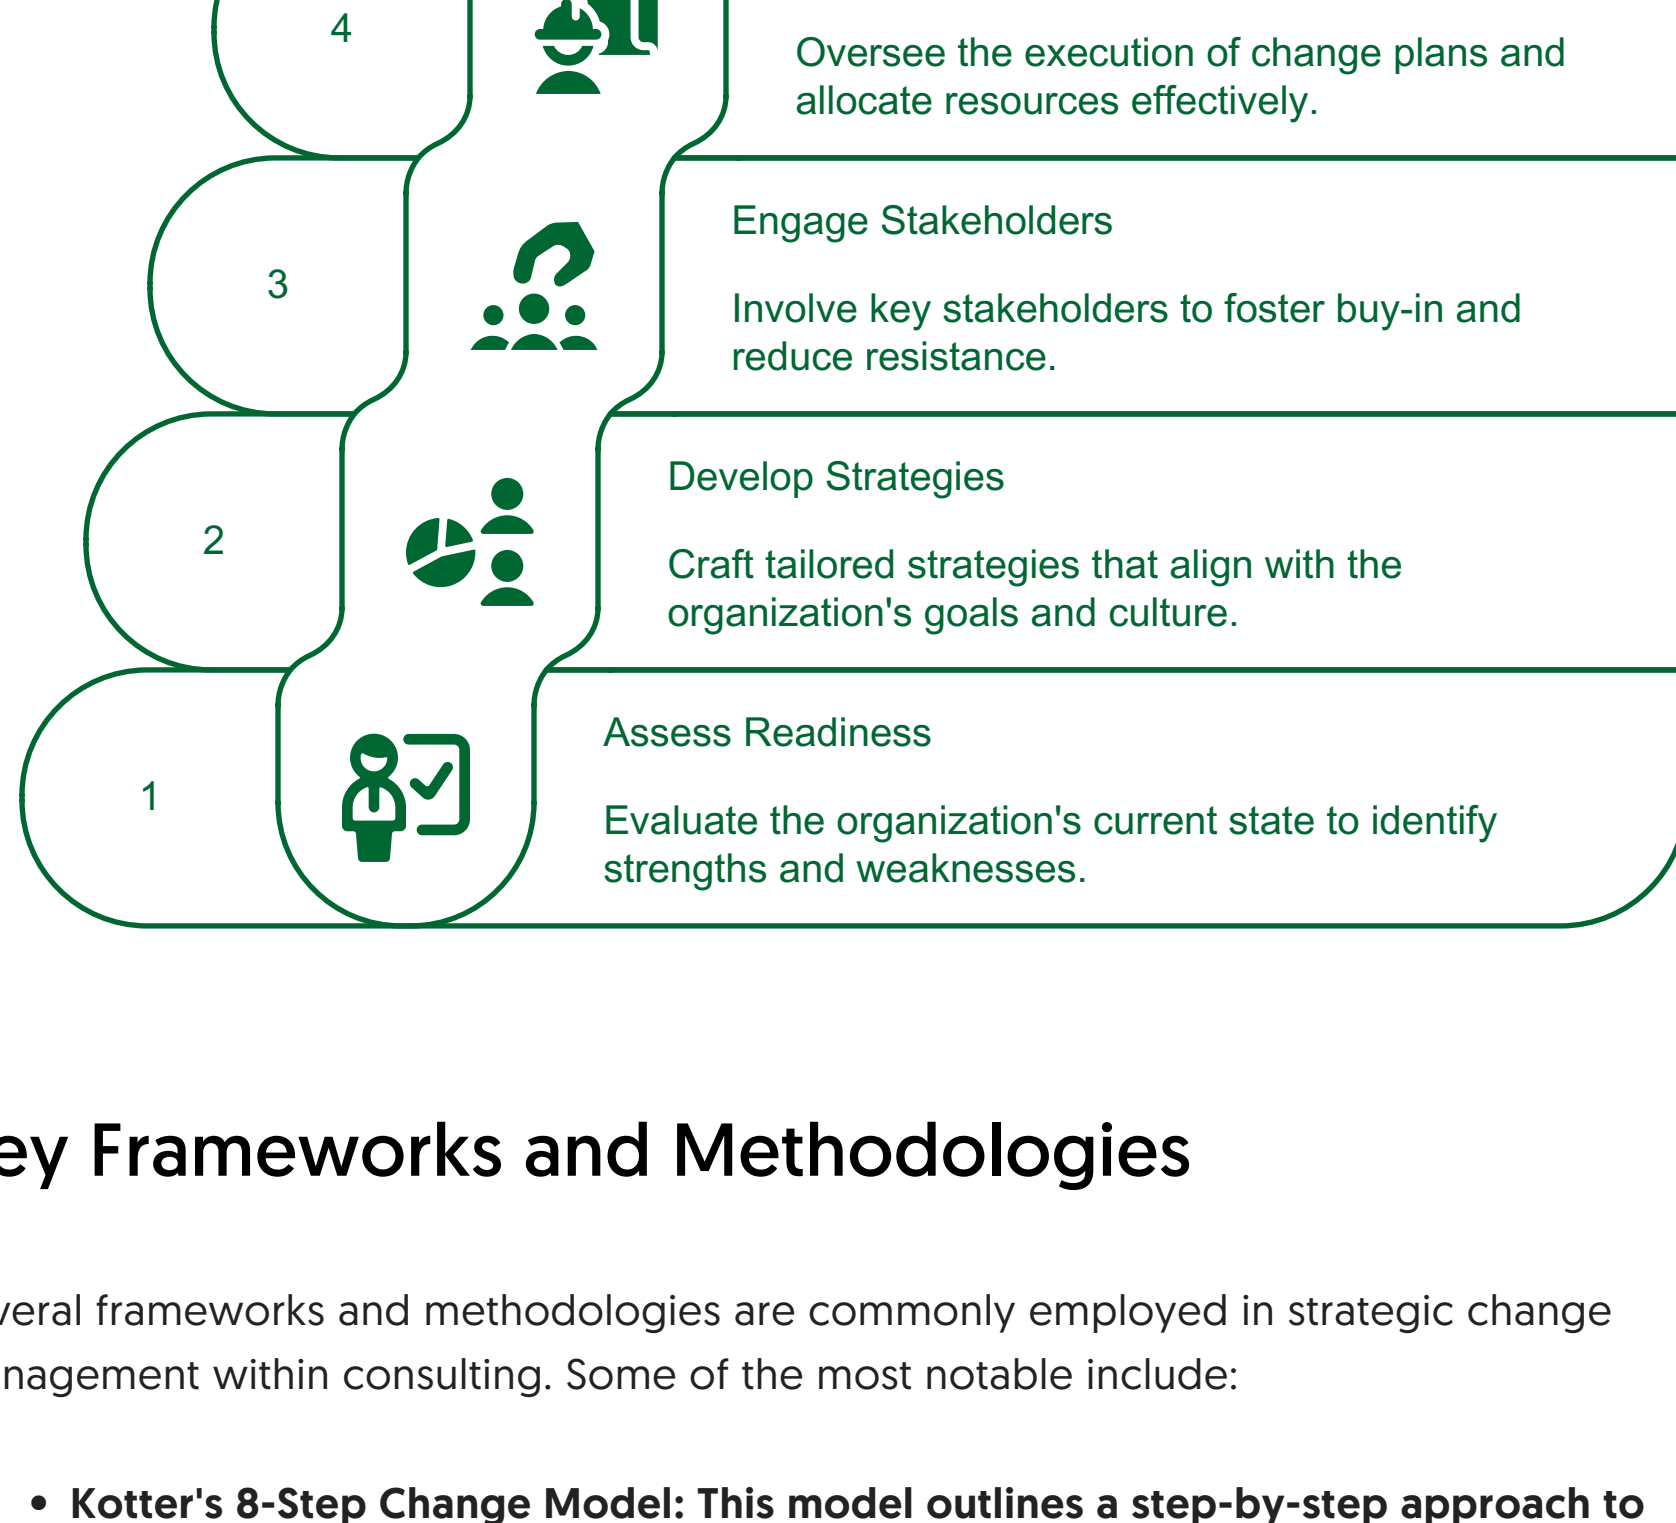 4
Oversee the execution of change plans and
allocate resources effectively.
3
Engage Stakeholders
Involve key stakeholders to foster buy-in and
reduce resistance.
2
Develop Strategies
Craft tailored strategies that align with the
organization's goals and culture.
1
Assess Readiness
Evaluate the organization's current state to identify
strengths and weaknesses.
ey Frameworks and Methodologies
veral frameworks and methodologies are commonly employed in strategic change
nagement within consulting. Some of the most notable include:
• Kotter's 8-Step Change Model: This model outlines a step-by-step approach to